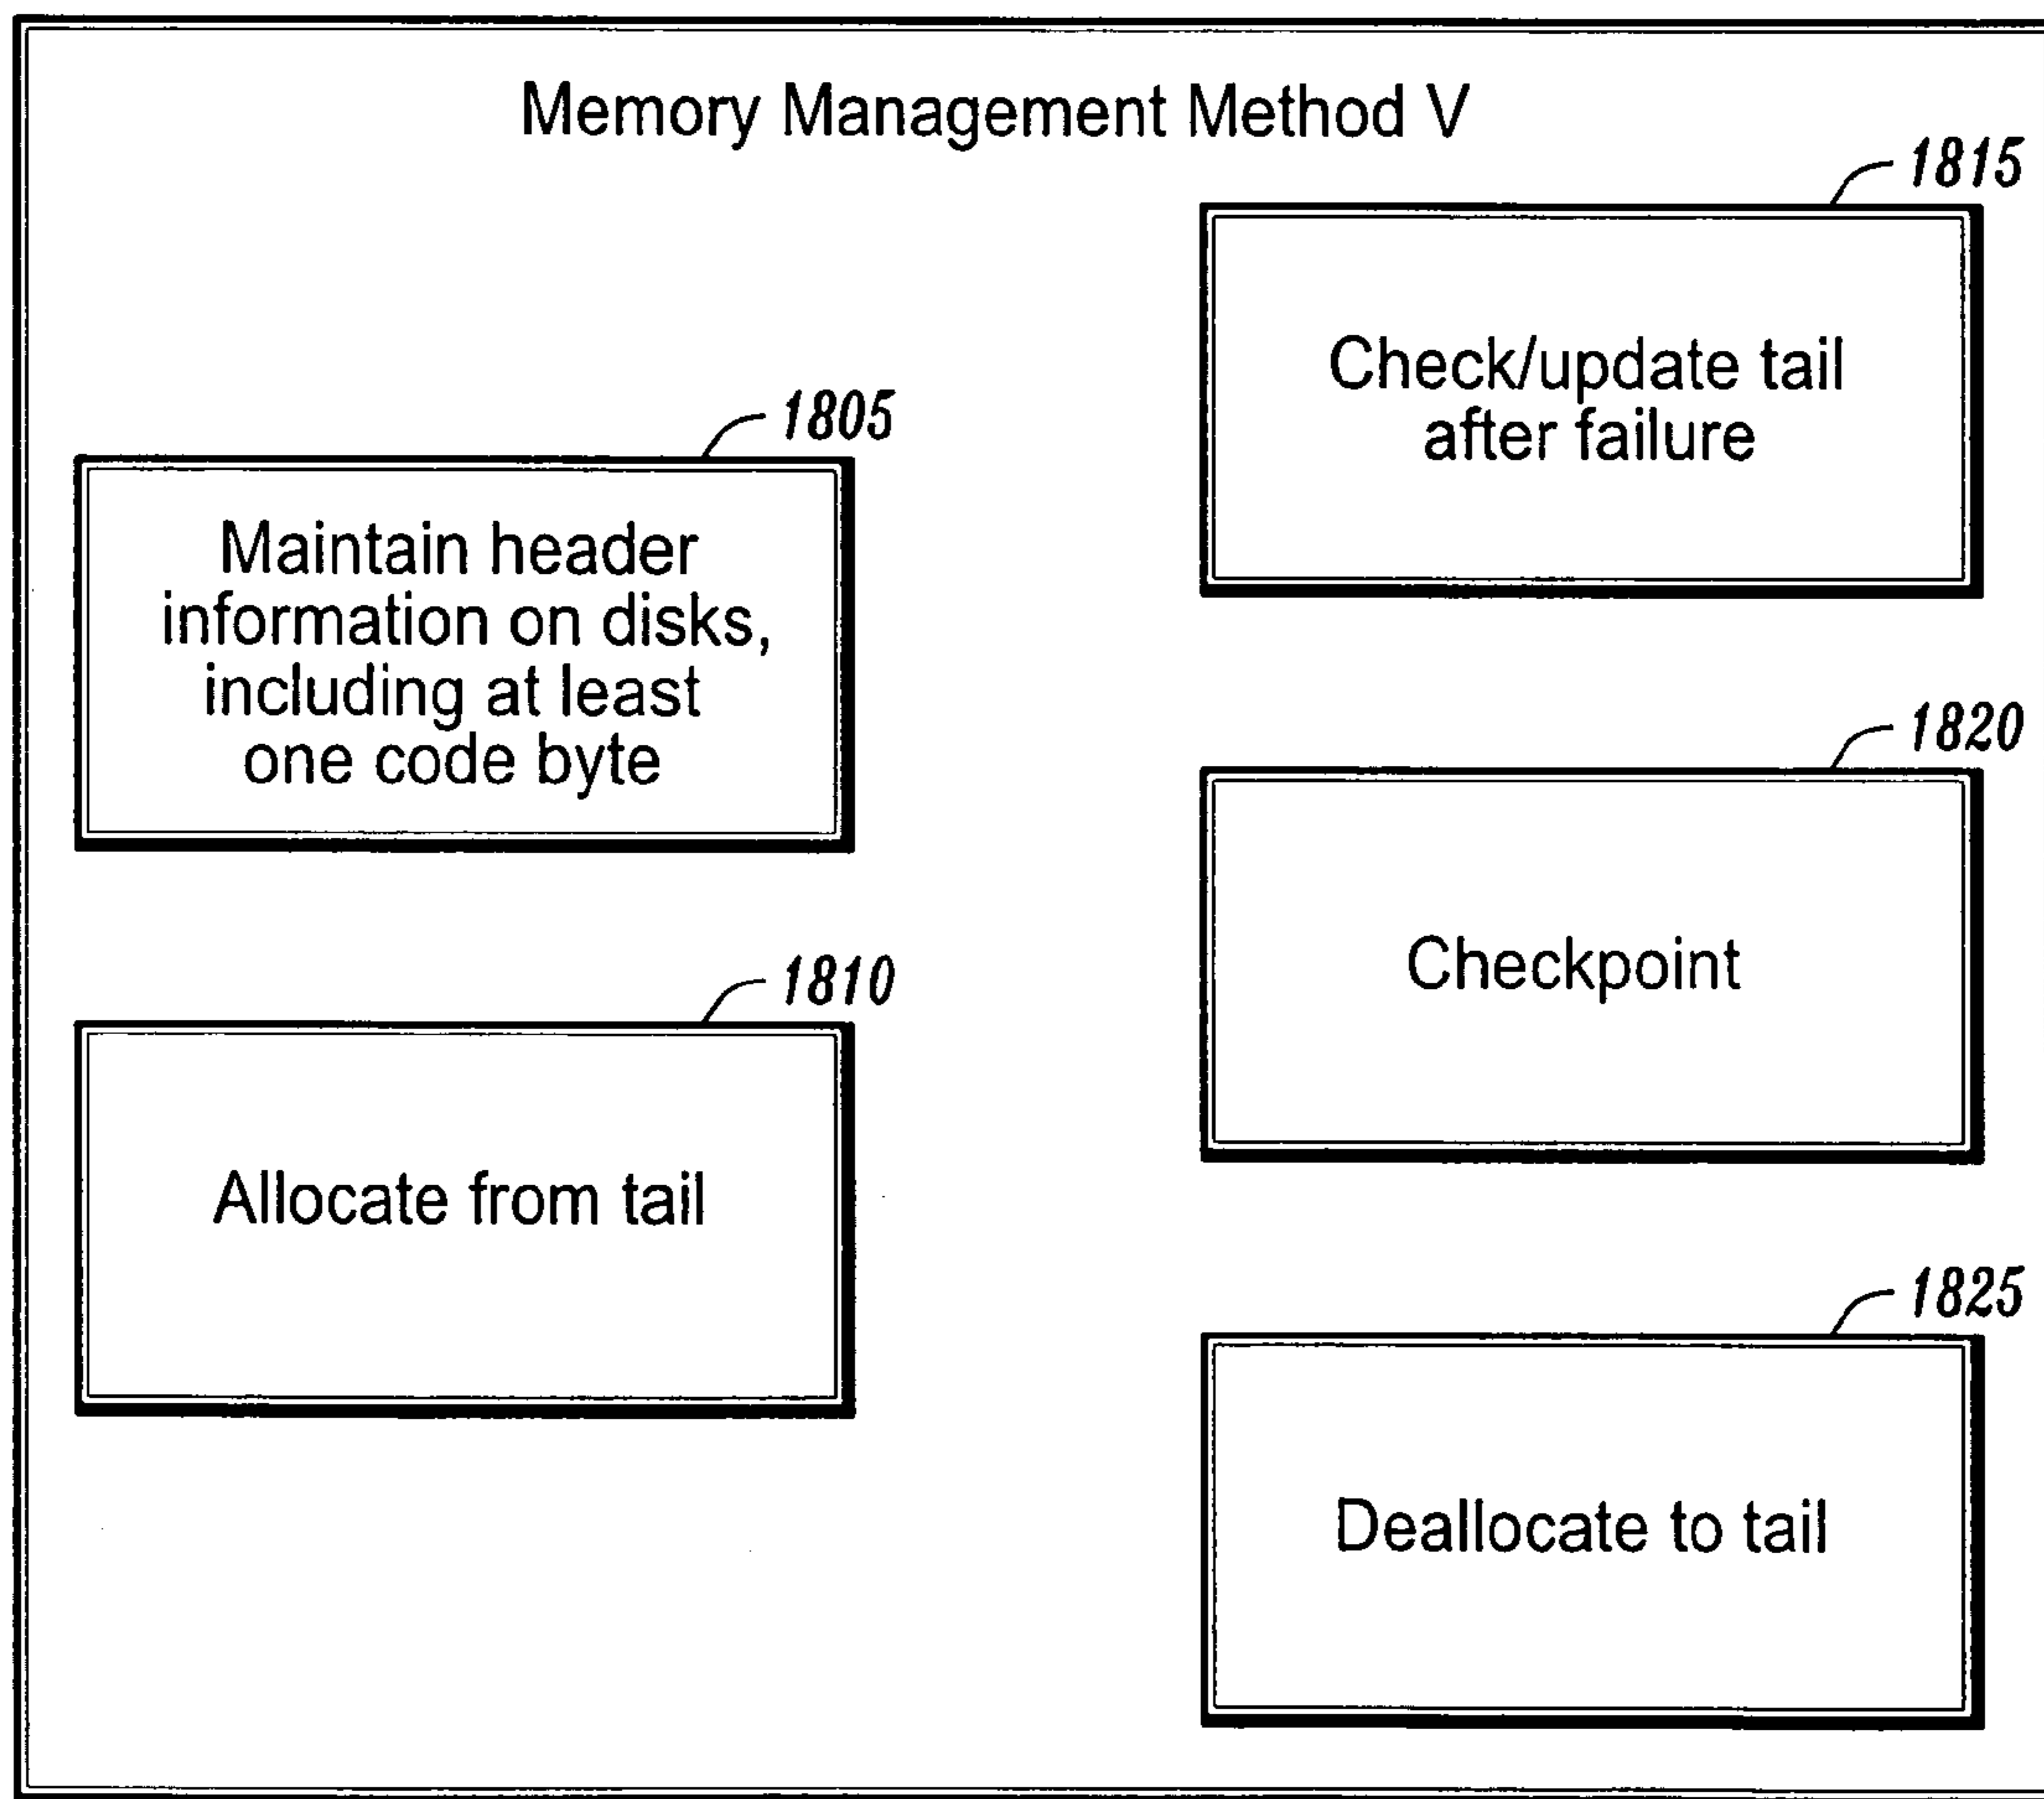 Memory Management Method V
1805
Maintain header
information on disks,
including at least
one code byte
1810
Allocate from tail
1815
Check/update tail
after failure
1820
Checkpoint
1825
Deallocate to tail